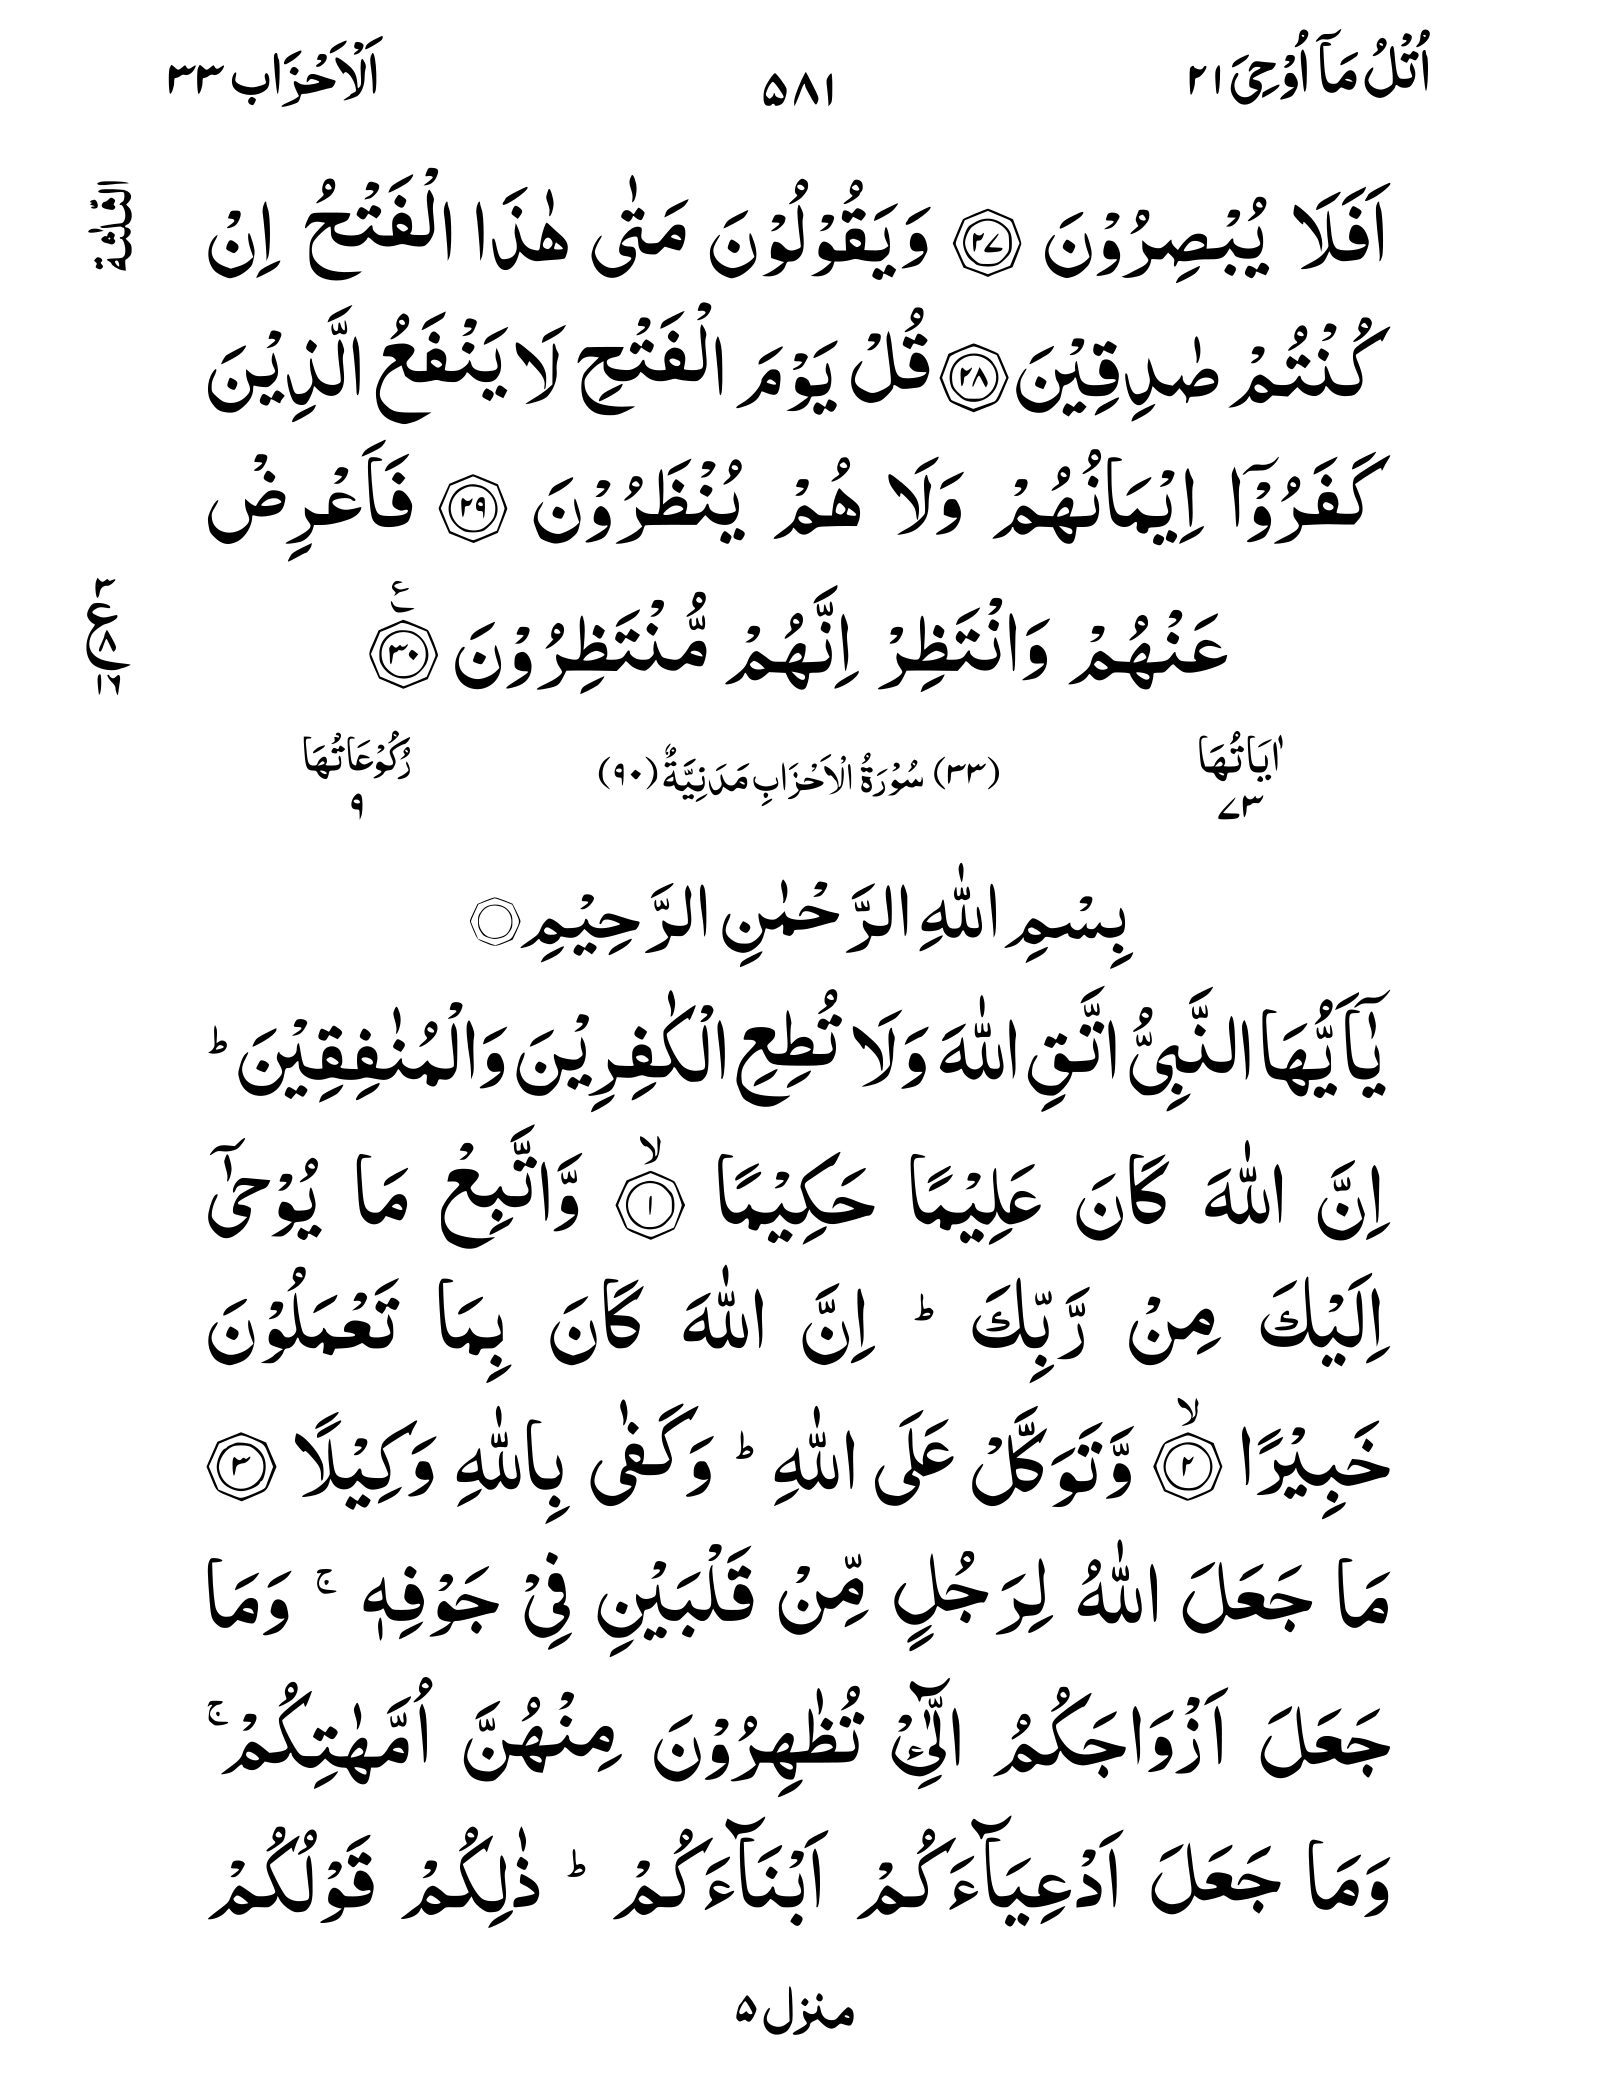 اُتْلُ مَاۤ اُوْحِیَ ۲۱
۵۸۱
اَلْاَحْزَاب ۳۳
اَفَلَا یُبْصِرُوْنَ ۲۷ وَیَقُوْلُوْنَ مَتٰی هٰذَا الْفَتْحُ اِنْ
الثلٰثة
كُنْتُمْ صٰدِقِیْنَ ۲۸ قُلْ یَوْمَ الْفَتْحِ لَا یَنْفَعُ الَّذِیْنَ
كَفَرُوْۤا اِیْمَانُهُمْ وَلَا هُمْ یُنْظَرُوْنَ ۲۹ فَاَعْرِضْ
عَنْهُمْ وَانْتَظِرْ اِنَّهُمْ مُّنْتَظِرُوْنَ ۳۰ ع
۳
ع ۸
۱۶
اٰیَاتُهَا ۷۳
(۳۳) سُوْرَةُ الْاَحْزَابِ مَدَنِیَّةٌ (۹۰)
رُكُوْعَاتُهَا ۹
بِسْمِ اللّٰهِ الرَّحْمٰنِ الرَّحِیْمِ
یٰۤاَیُّهَا النَّبِیُّ اتَّقِ اللّٰهَ وَلَا تُطِعِ الْكٰفِرِیْنَ وَالْمُنٰفِقِیْنَ ؕ
اِنَّ اللّٰهَ كَانَ عَلِیْمًا حَكِیْمًا ۙ ۱ وَّاتَّبِعْ مَا یُوْحٰۤی
اِلَیْكَ مِنْ رَّبِّكَ ؕ اِنَّ اللّٰهَ كَانَ بِمَا تَعْمَلُوْنَ
خَبِیْرًا ۙ ۲ وَّتَوَكَّلْ عَلَی اللّٰهِ ؕ وَكَفٰی بِاللّٰهِ وَكِیْلًا ۳
مَا جَعَلَ اللّٰهُ لِرَجُلٍ مِّنْ قَلْبَیْنِ فِیْ جَوْفِهٖ ۚ وَمَا
جَعَلَ اَزْوَاجَكُمُ الّٰٓـِٔیْ تُظٰهِرُوْنَ مِنْهُنَّ اُمَّهٰتِكُمْ ۚ
وَمَا جَعَلَ اَدْعِیَآءَكُمْ اَبْنَآءَكُمْ ؕ ذٰلِكُمْ قَوْلُكُمْ
منزل ۵